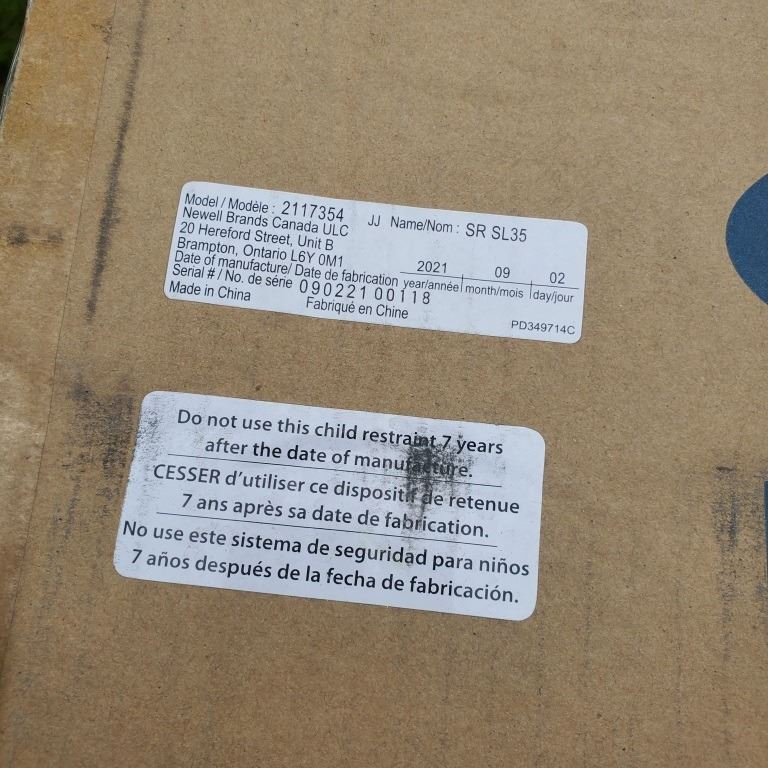 Model / Modèle : 2117354 JJ Name/Nom : SR SL35
Newell Brands Canada ULC
20 Hereford Street, Unit B
Brampton, Ontario L6Y 0M1
2021 09 02
Date of manufacture/ Date de fabrication year/année month/mois day/jour
Serial # / No. de série 090221 00118
Made in China Fabriqué en Chine
PD349714C
Do not use this child restraint 7 years
after the date of manufacture.
CESSER d'utiliser ce dispositif de retenue
7 ans après sa date de fabrication.
No use este sistema de seguridad para niños
7 años después de la fecha de fabricación.